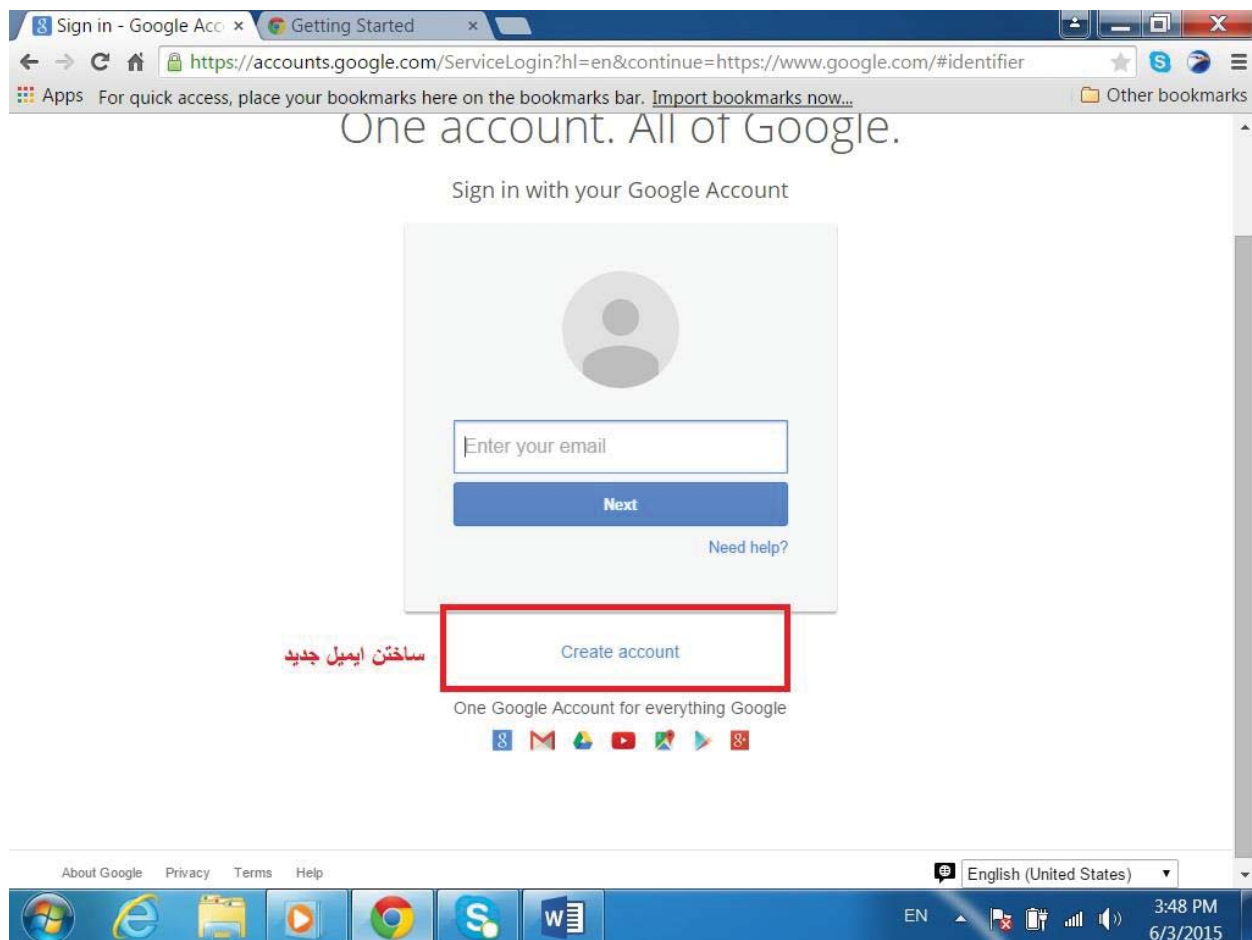 Sign in - Google Acc
Getting Started
https://accounts.google.com/ServiceLogin?hl=en&continue=https://www.google.com/#identifier
Apps For quick access, place your bookmarks here on the bookmarks bar. Import bookmarks now... Other bookmarks
One account. All of Google.
Sign in with your Google Account
Enter your email
Next
Need help?
Create account
ساختن ایمیل جدید
One Google Account for everything Google
About Google Privacy Terms Help
English (United States)
EN
3:48 PM
6/3/2015